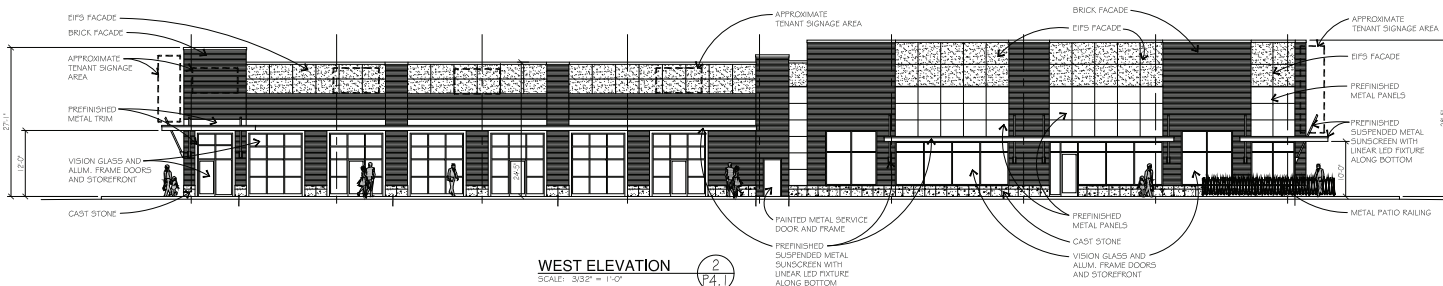 EIFS FACADE
BRICK FACADE
APPROXIMATE
TENANT SIGNAGE
AREA
PREFINISHED
METAL TRIM
VISION GLASS AND
ALUM. FRAME DOORS
AND STOREFRONT
CAST STONE
27'-1"
12'-0"
24'-5"
APPROXIMATE
TENANT SIGNAGE AREA
PAINTED METAL SERVICE
DOOR AND FRAME
PREFINISHED
SUSPENDED METAL
SUNSCREEN WITH
LINEAR LED FIXTURE
ALONG BOTTOM
BRICK FACADE
EIFS FACADE
PREFINISHED
METAL PANELS
CAST STONE
VISION GLASS AND
ALUM. FRAME DOORS
AND STOREFRONT
APPROXIMATE
TENANT SIGNAGE AREA
EIFS FACADE
PREFINISHED
METAL PANELS
PREFINISHED
SUSPENDED METAL
SUNSCREEN WITH
LINEAR LED FIXTURE
ALONG BOTTOM
METAL PATIO RAILING
10'-0"
WEST ELEVATION
SCALE: 3/32" = 1'-0"
2
P4.1